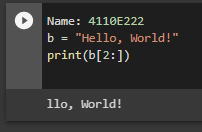 Name: 4110E222
b = "Hello, World!"
print(b[2:])
llo, World!